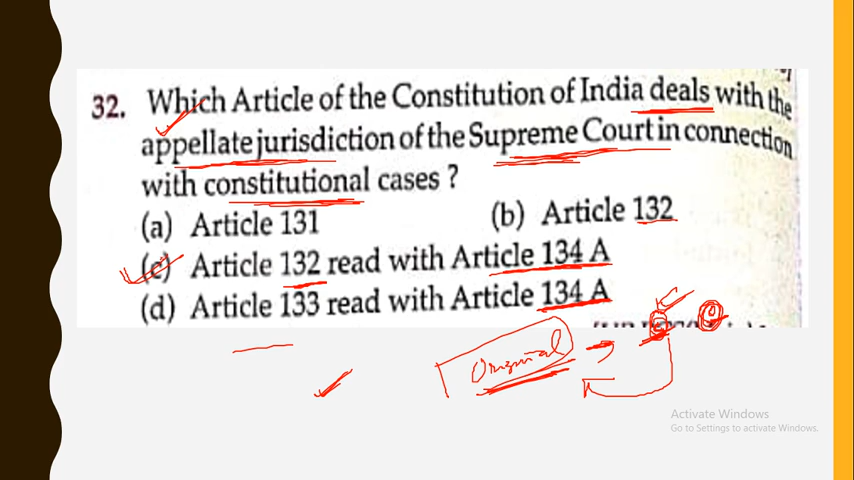 32. Which Article of the Constitution of India deals with the
appellate jurisdiction of the Supreme Court in connection
with constitutional cases ?
(a) Article 131 (b) Article 132
(c) Article 132 read with Article 134 A
(d) Article 133 read with Article 134 A
Original
Activate Windows
Go to Settings to activate Windows.